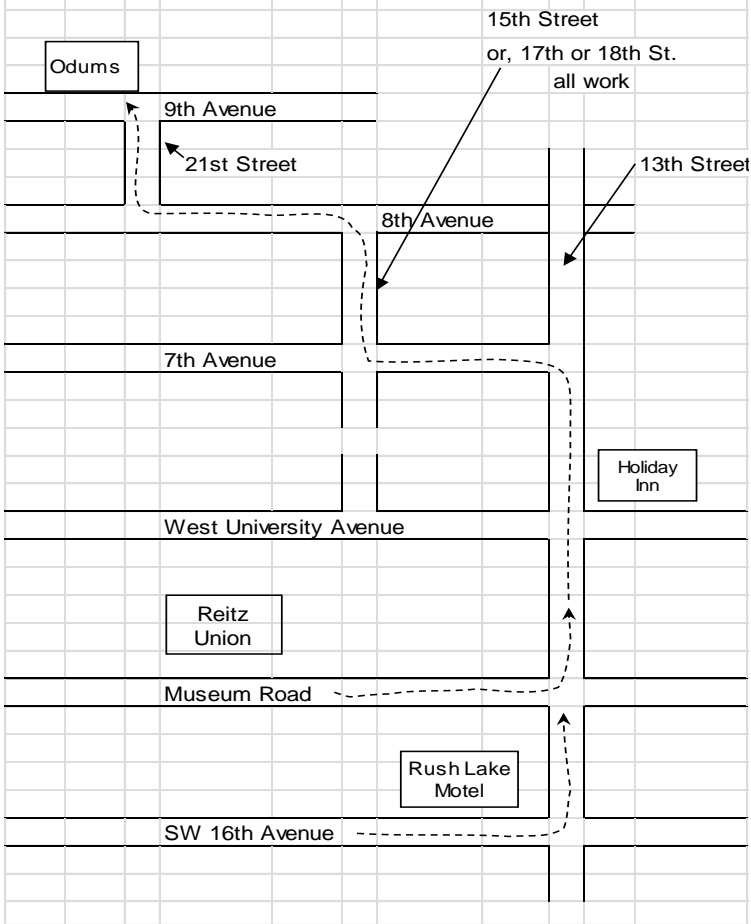 15th Street
or, 17th or 18th St.
all work
Odums
9th Avenue
21st Street
13th Street
8th Avenue
7th Avenue
Holiday
Inn
West University Avenue
Reitz
Union
Museum Road
Rush Lake
Motel
SW 16th Avenue